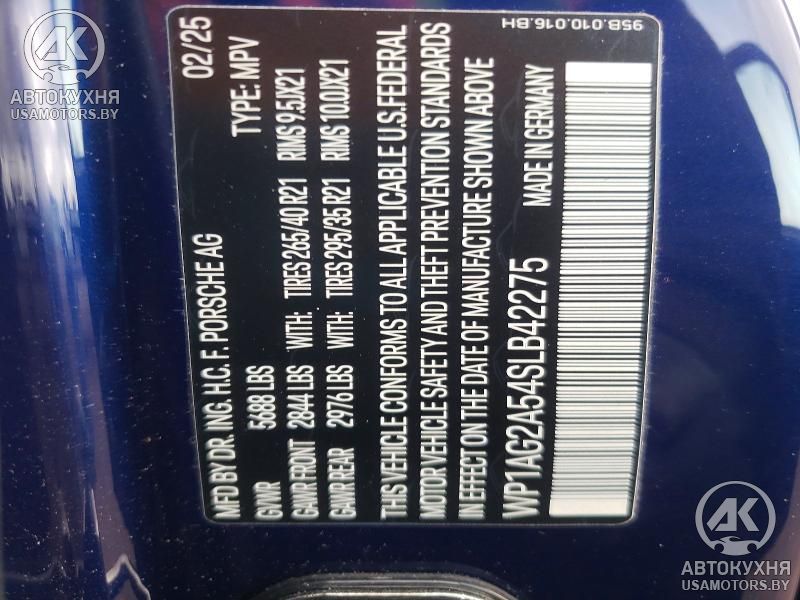 MFD BY DR. ING. H.C. F. PORSCHE AG 02/25
GVWR 5688 LBS TYPE: MPV
GAWR FRONT 2844 LBS WITH: TIRES 265/40 R21 RIMS 9.5JX21
GAWR REAR 2976 LBS WITH: TIRES 295/35 R21 RIMS 10.0JX21
THIS VEHICLE CONFORMS TO ALL APPLICABLE U.S. FEDERAL
MOTOR VEHICLE SAFETY AND THEFT PREVENTION STANDARDS
IN EFFECT ON THE DATE OF MANUFACTURE SHOWN ABOVE
WP1AG2A54SLB42275 MADE IN GERMANY
95B.010.016.BH
AK
АВТОКУХНЯ
USAMOTORS.BY
AK
АВТОКУХНЯ
USAMOTORS.BY